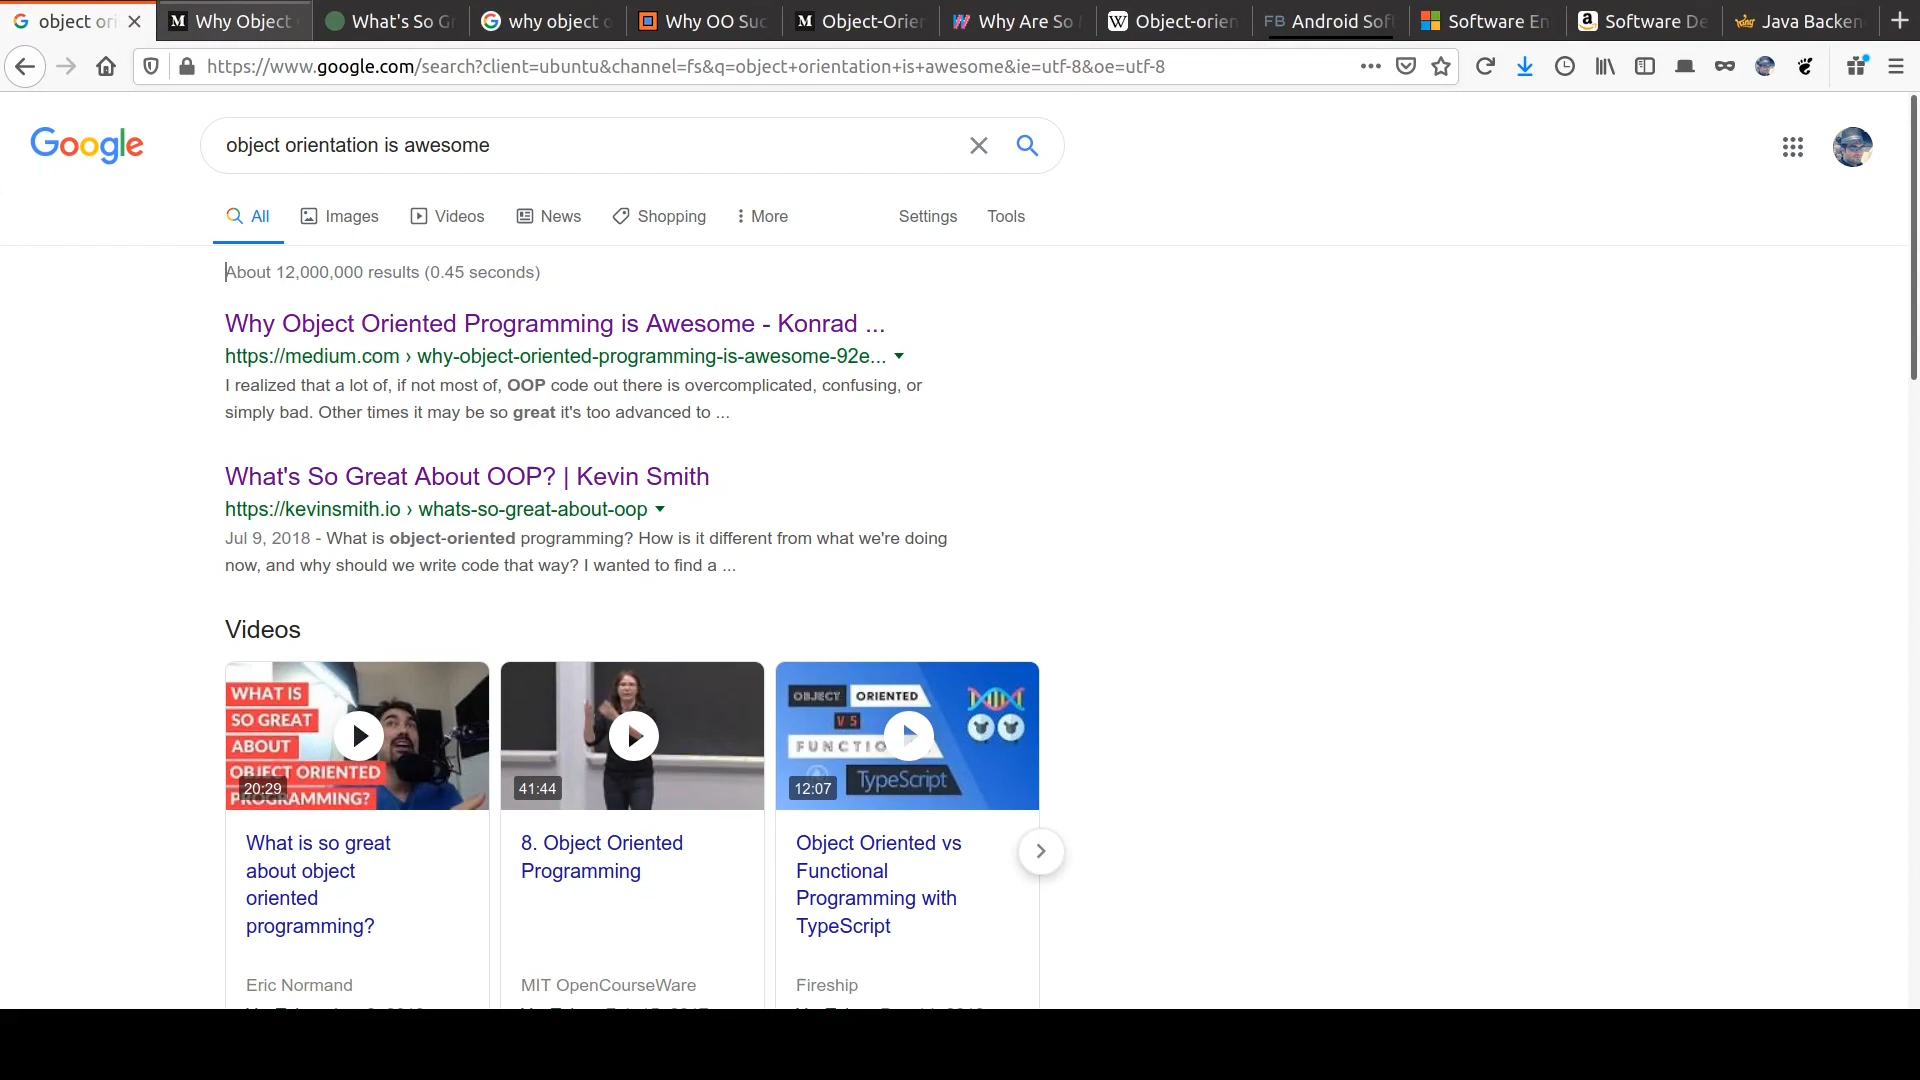 object ori
Why Object
What's So Gr
why object o
Why OO Suc
Object-Orien
Why Are So
Object-orien
FB Android Sof
Software En
Software De
Java Backen
https://www.google.com/search?client=ubuntu&channel=fs&q=object+orientation+is+awesome&ie=utf-8&oe=utf-8
Google
object orientation is awesome
All
Images
Videos
News
Shopping
More
Settings
Tools
About 12,000,000 results (0.45 seconds)
Why Object Oriented Programming is Awesome - Konrad ...
https://medium.com › why-object-oriented-programming-is-awesome-92e...
I realized that a lot of, if not most of, OOP code out there is overcomplicated, confusing, or
simply bad. Other times it may be so great it's too advanced to ...
What's So Great About OOP? | Kevin Smith
https://kevinsmith.io › whats-so-great-about-oop
Jul 9, 2018 - What is object-oriented programming? How is it different from what we're doing
now, and why should we write code that way? I wanted to find a ...
Videos
WHAT IS
SO GREAT
ABOUT
OBJECT ORIENTED
PROGRAMMING?
20:29
41:44
OBJECT ORIENTED
VS
FUNCTIO
TypeScript
12:07
What is so great
about object
oriented
programming?
Eric Normand
8. Object Oriented
Programming
MIT OpenCourseWare
Object Oriented vs
Functional
Programming with
TypeScript
Fireship